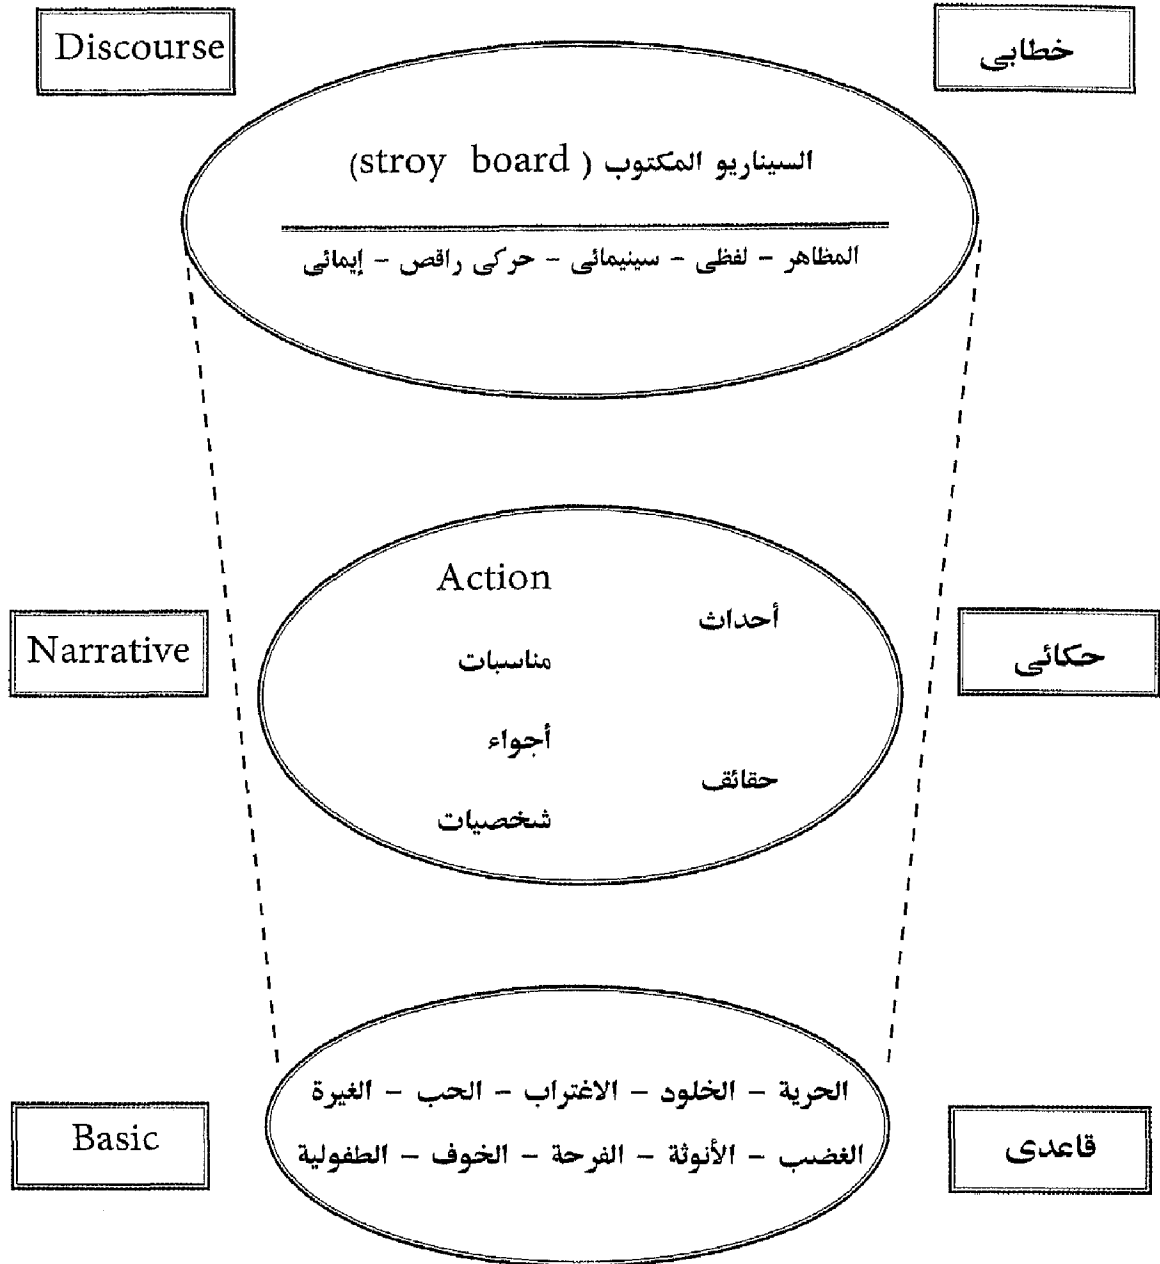 Discourse
خطابى
السيناريو المكتوب ( stroy board)
المظاهر - لفظى - سينيمائى - حركى راقص - إيمائى
Action
أحداث
Narrative
حكائى
مناسبات
أجواء
حقائق
شخصيات
الحرية - الخلود - الاغتراب - الحب - الغيرة
Basic
قاعدى
الغضب - الأنوثة - الفرحة - الخوف - الطفولية